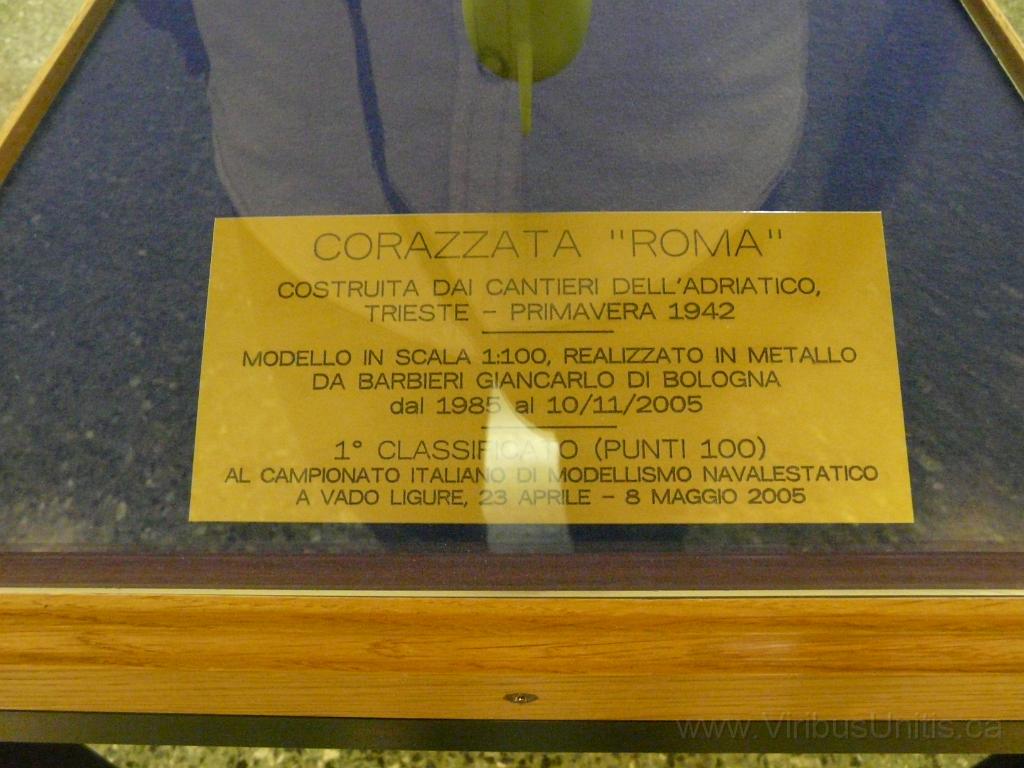 CORAZZATA "ROMA"
COSTRUITA DAI CANTIERI DELL'ADRIATICO,
TRIESTE - PRIMAVERA 1942
MODELLO IN SCALA 1:100, REALIZZATO IN METALLO
DA BARBIERI GIANCARLO DI BOLOGNA
dal 1985 al 10/11/2005
1° CLASSIFICATO (PUNTI 100)
AL CAMPIONATO ITALIANO DI MODELLISMO NAVALESTATICO
A VADO LIGURE, 23 APRILE - 8 MAGGIO 2005
www.ViribusUnitis.ca